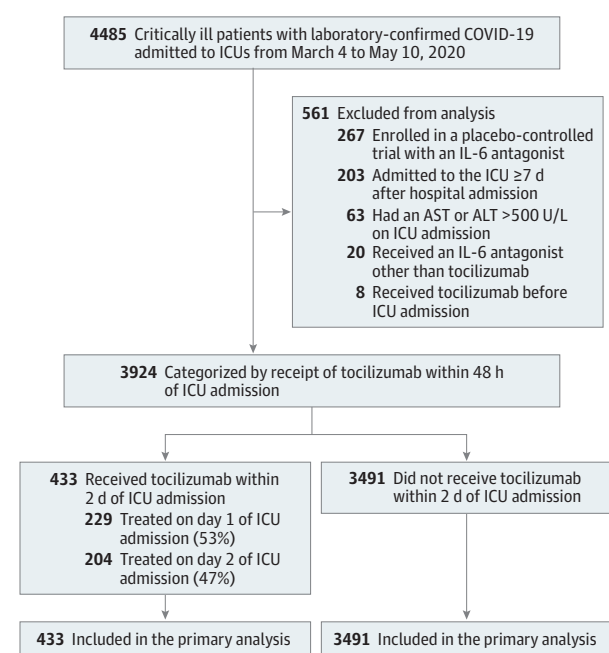 4485 Critically ill patients with laboratory-confirmed COVID-19
admitted to ICUs from March 4 to May 10, 2020
561 Excluded from analysis
267 Enrolled in a placebo-controlled
trial with an IL-6 antagonist
203 Admitted to the ICU ≥7 d
after hospital admission
63 Had an AST or ALT >500 U/L
on ICU admission
20 Received an IL-6 antagonist
other than tocilizumab
8 Received tocilizumab before
ICU admission
3924 Categorized by receipt of tocilizumab within 48 h
of ICU admission
433 Received tocilizumab within
2 d of ICU admission
229 Treated on day 1 of ICU
admission (53%)
204 Treated on day 2 of ICU
admission (47%)
3491 Did not receive tocilizumab
within 2 d of ICU admission
433 Included in the primary analysis
3491 Included in the primary analysis